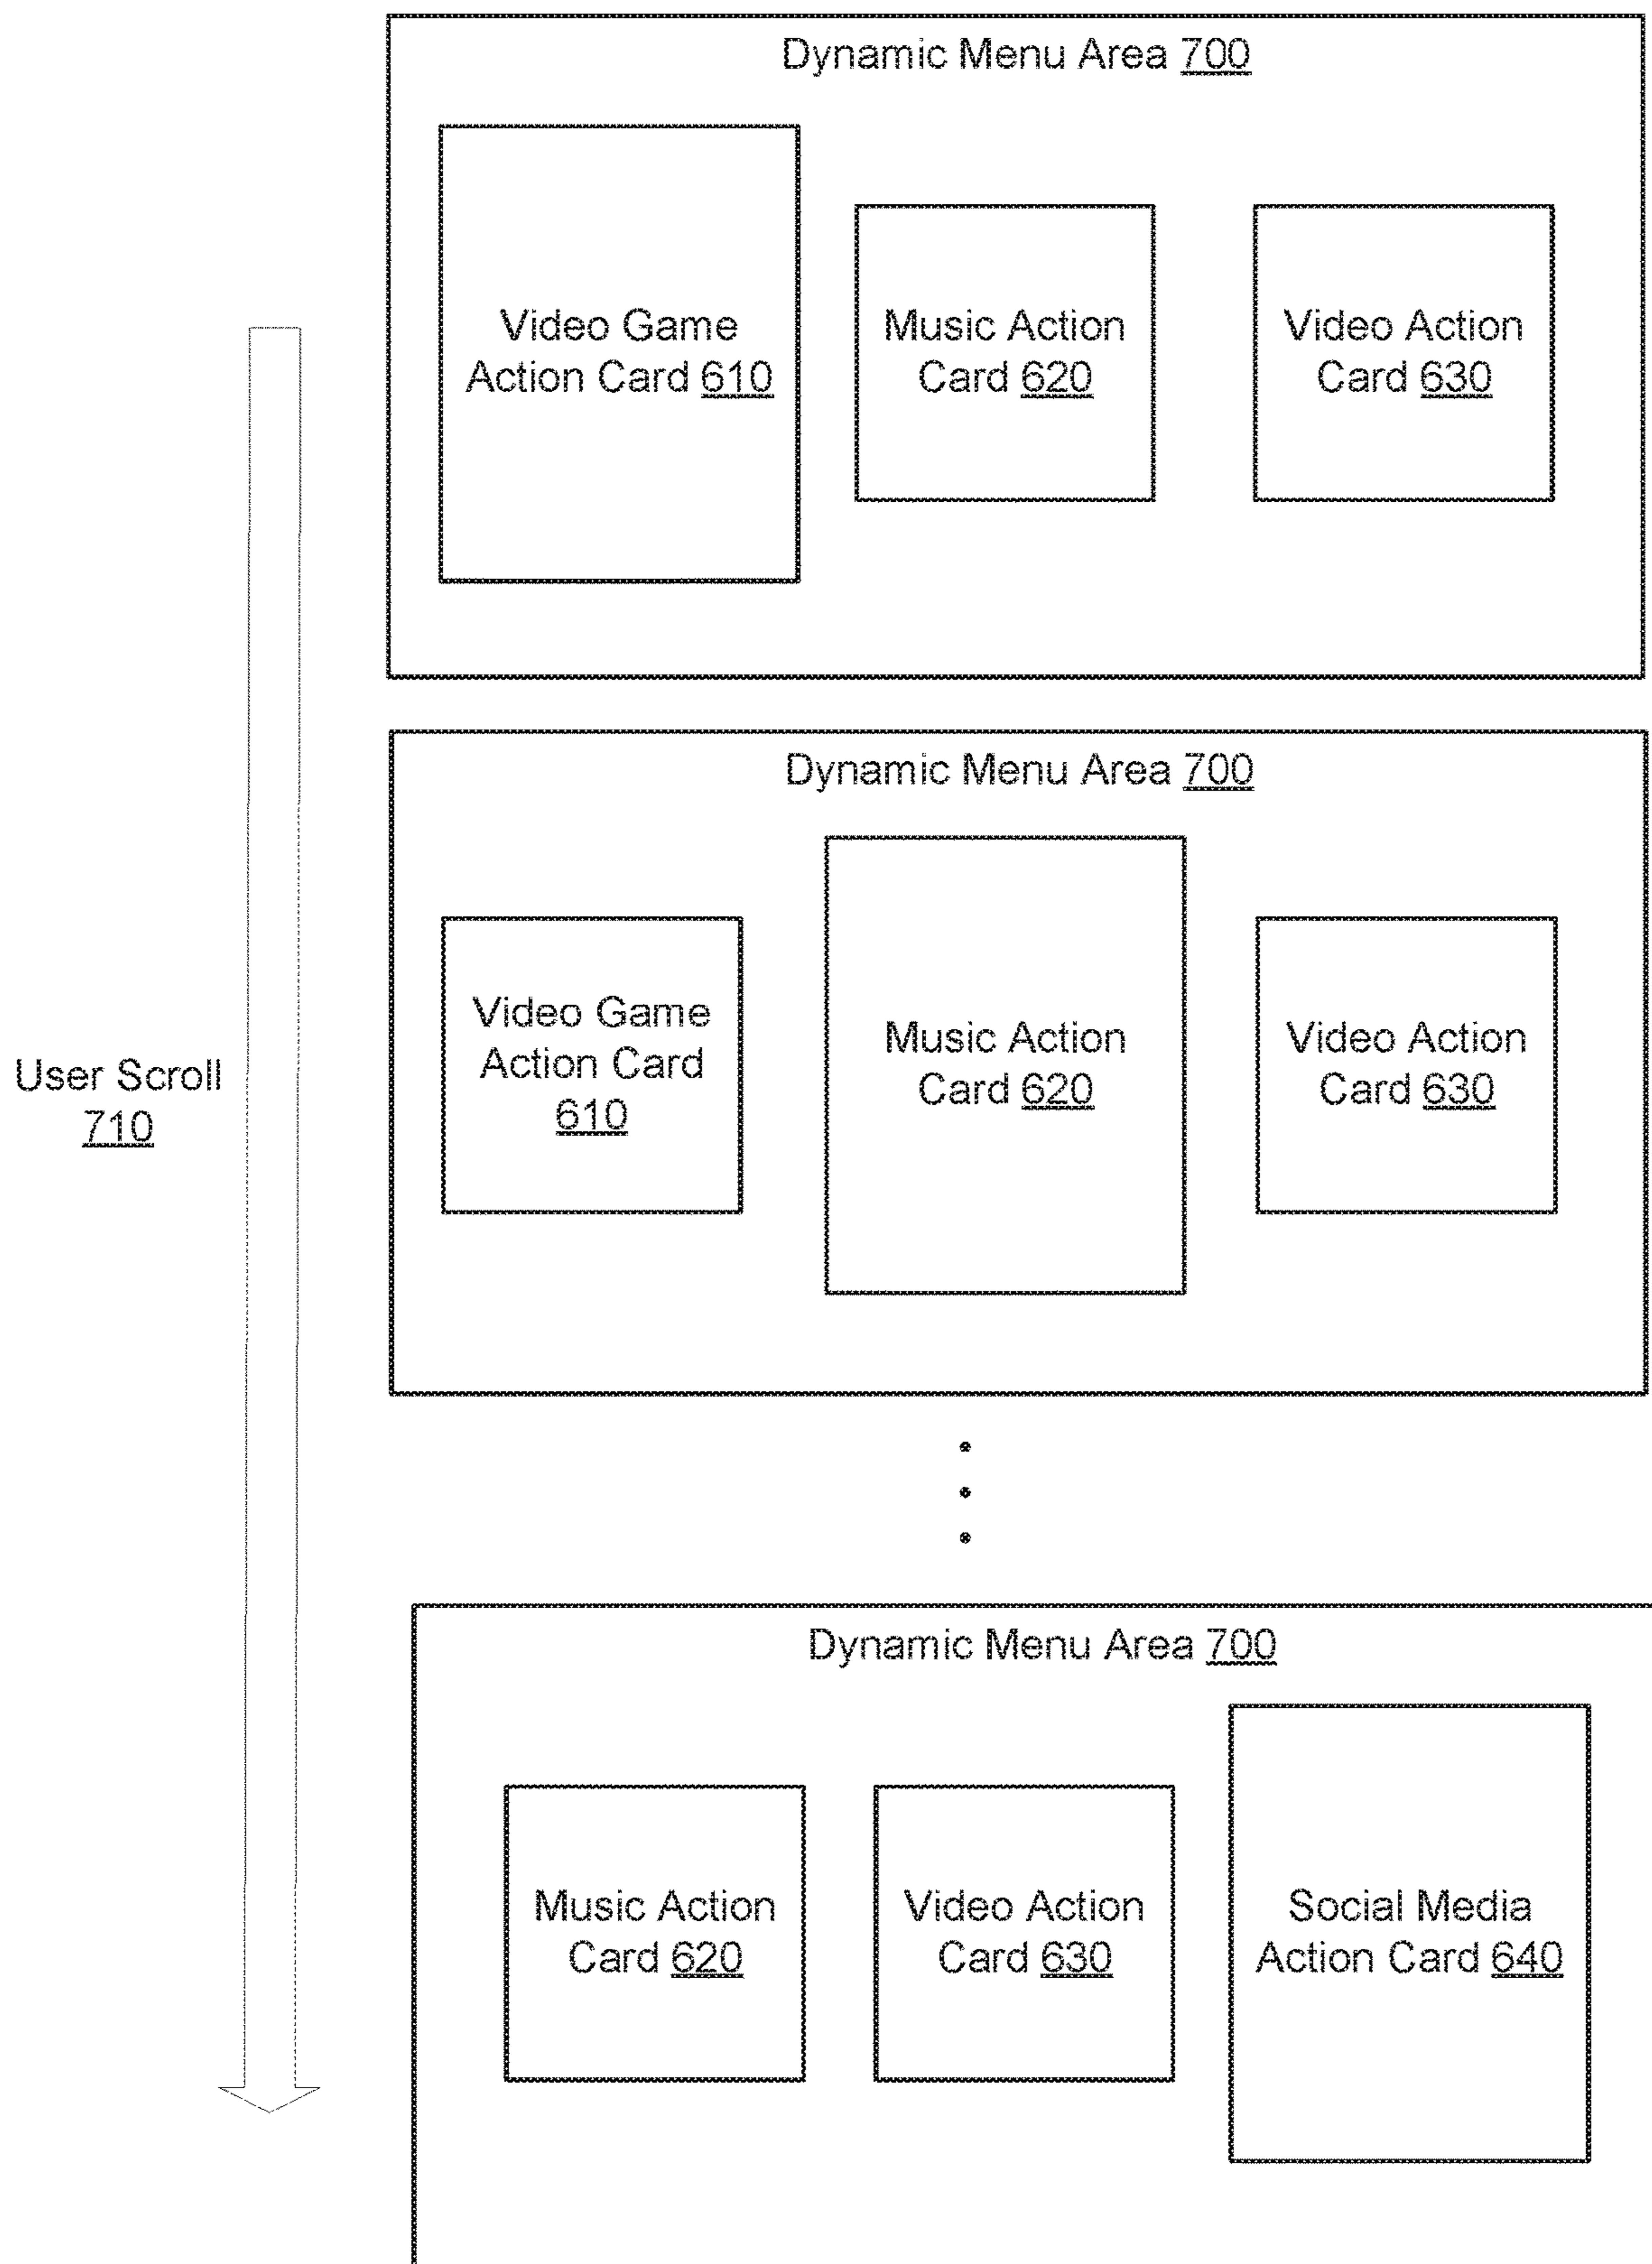 Dynamic Menu Area 700
Video Game
Action Card 610
Music Action
Card 620
Video Action
Card 630
User Scroll
710
Dynamic Menu Area 700
Video Game
Action Card
610
Music Action
Card 620
Video Action
Card 630
Dynamic Menu Area 700
Music Action
Card 620
Video Action
Card 630
Social Media
Action Card 640